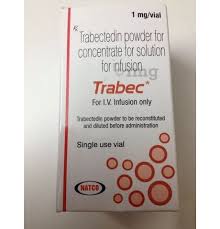 1 mg/vial
Rx Trabectedin powder for
concentrate for solution
for infusion
1mg
Trabec*
For I.V. Infusion only
Trabectedin powder to be reconstituted
and diluted before administration
Single use vial
NATCO